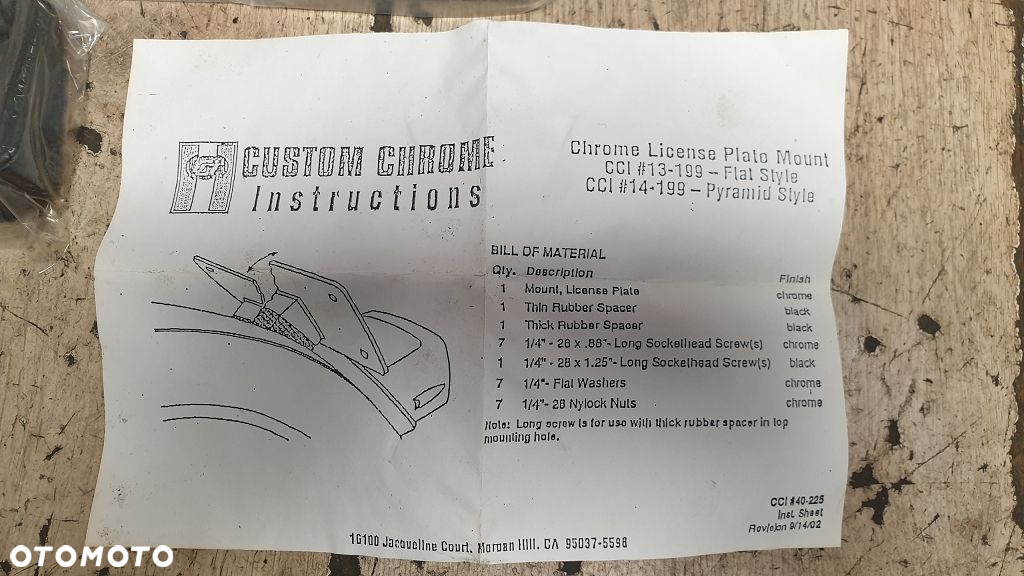 CUSTOM CHROME
Instructions
Chrome License Plate Mount
CCI #13-199 – Flat Style
CCI #14-199 – Pyramid Style
BILL OF MATERIAL
Qty. Description Finish
1 Mount, License Plate chrome
1 Thin Rubber Spacer black
1 Thick Rubber Spacer black
7 1/4" - 28 x .88"- Long Sockethead Screw(s) chrome
1 1/4" - 28 x 1.25"- Long Sockethead Screw(s) black
7 1/4"- Flat Washers chrome
7 1/4"- 28 Nylock Nuts chrome
Note: Long screw is for use with thick rubber spacer in top
mounting hole.
CCI #40-225
Inst. Sheet
Revision 9/14/02
16100 Jacqueline Court, Morgan Hill, CA 95037-5598
OTOMOTO